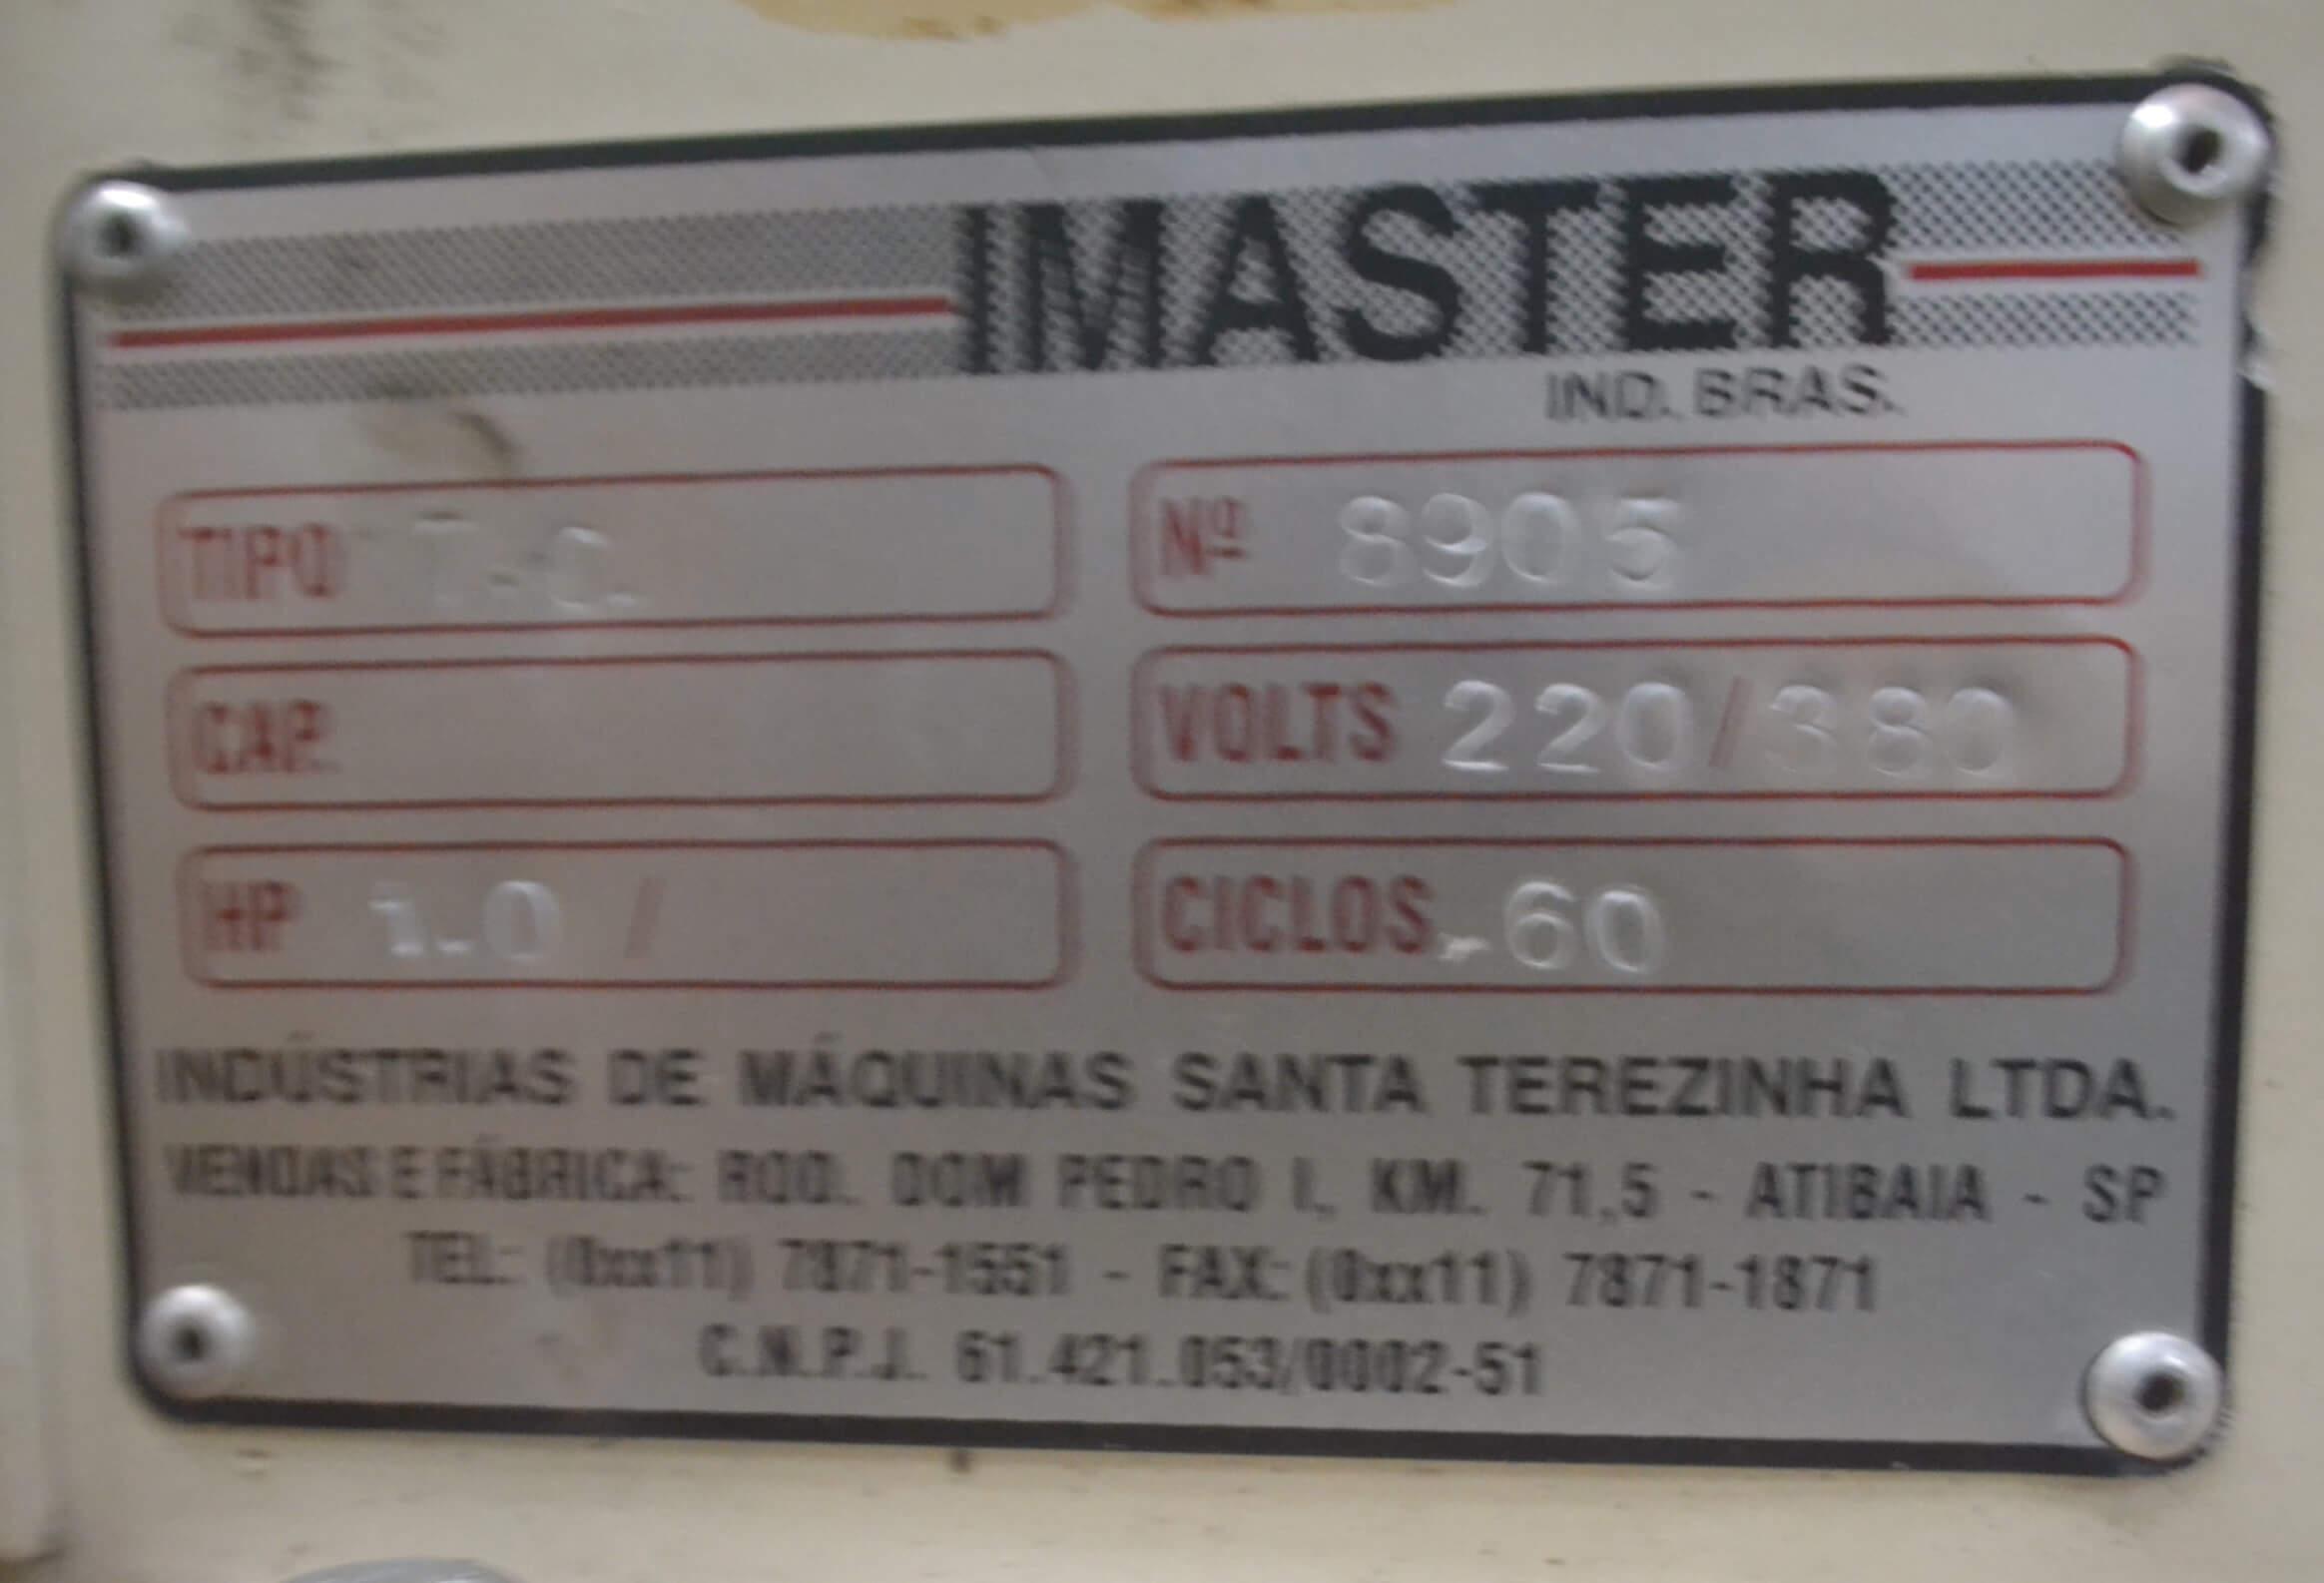 IMASTER
IND. BRAS.
TIPO T.C.
Nº 8905
CAP.
VOLTS 220/380
HP 1.0 /
CICLOS 60
INDÚSTRIAS DE MÁQUINAS SANTA TEREZINHA LTDA.
VENDAS E FÁBRICA: ROD. DOM PEDRO I, KM. 71,5 - ATIBAIA - SP
TEL: (0xx11) 7871-1551 - FAX: (0xx11) 7871-1871
C.N.P.J. 61.421.053/0002-51